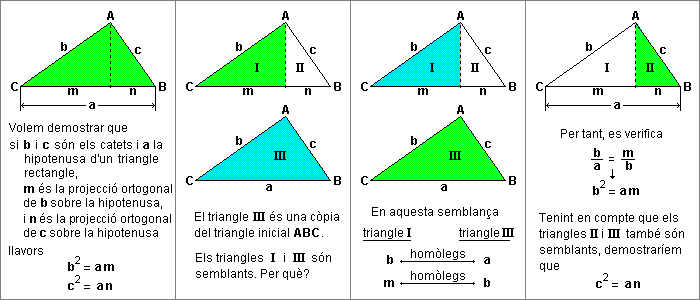 A
b c
C m n B
a
Volem demostrar que
si b i c són els catets i a la
hipotenusa d'un triangle
rectangle,
m és la projecció ortogonal
de b sobre la hipotenusa,
i n és la projecció ortogonal
de c sobre la hipotenusa
llavors
b² = am
c² = an
A
b c
I II
C m n B
A
b c
III
C a B
El triangle III és una còpia
del triangle inicial ABC.
Els triangles I i III són
semblants. Per què?
A
b c
I II
C m n B
A
b c
III
C a B
En aquesta semblança
triangle I triangle III
b homòlegs a
m homòlegs b
A
b c
I II
C m n B
a
Per tant, es verifica
b/a = m/b
↓
b² = am
Tenint en compte que els
triangles II i III també són
semblants, demostraríem
que
c² = an